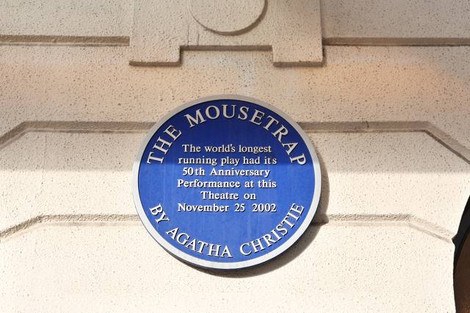 THE MOUSETRAP
The world's longest
running play had its
50th Anniversary
Performance at this
Theatre on
November 25 2002
BY AGATHA CHRISTIE